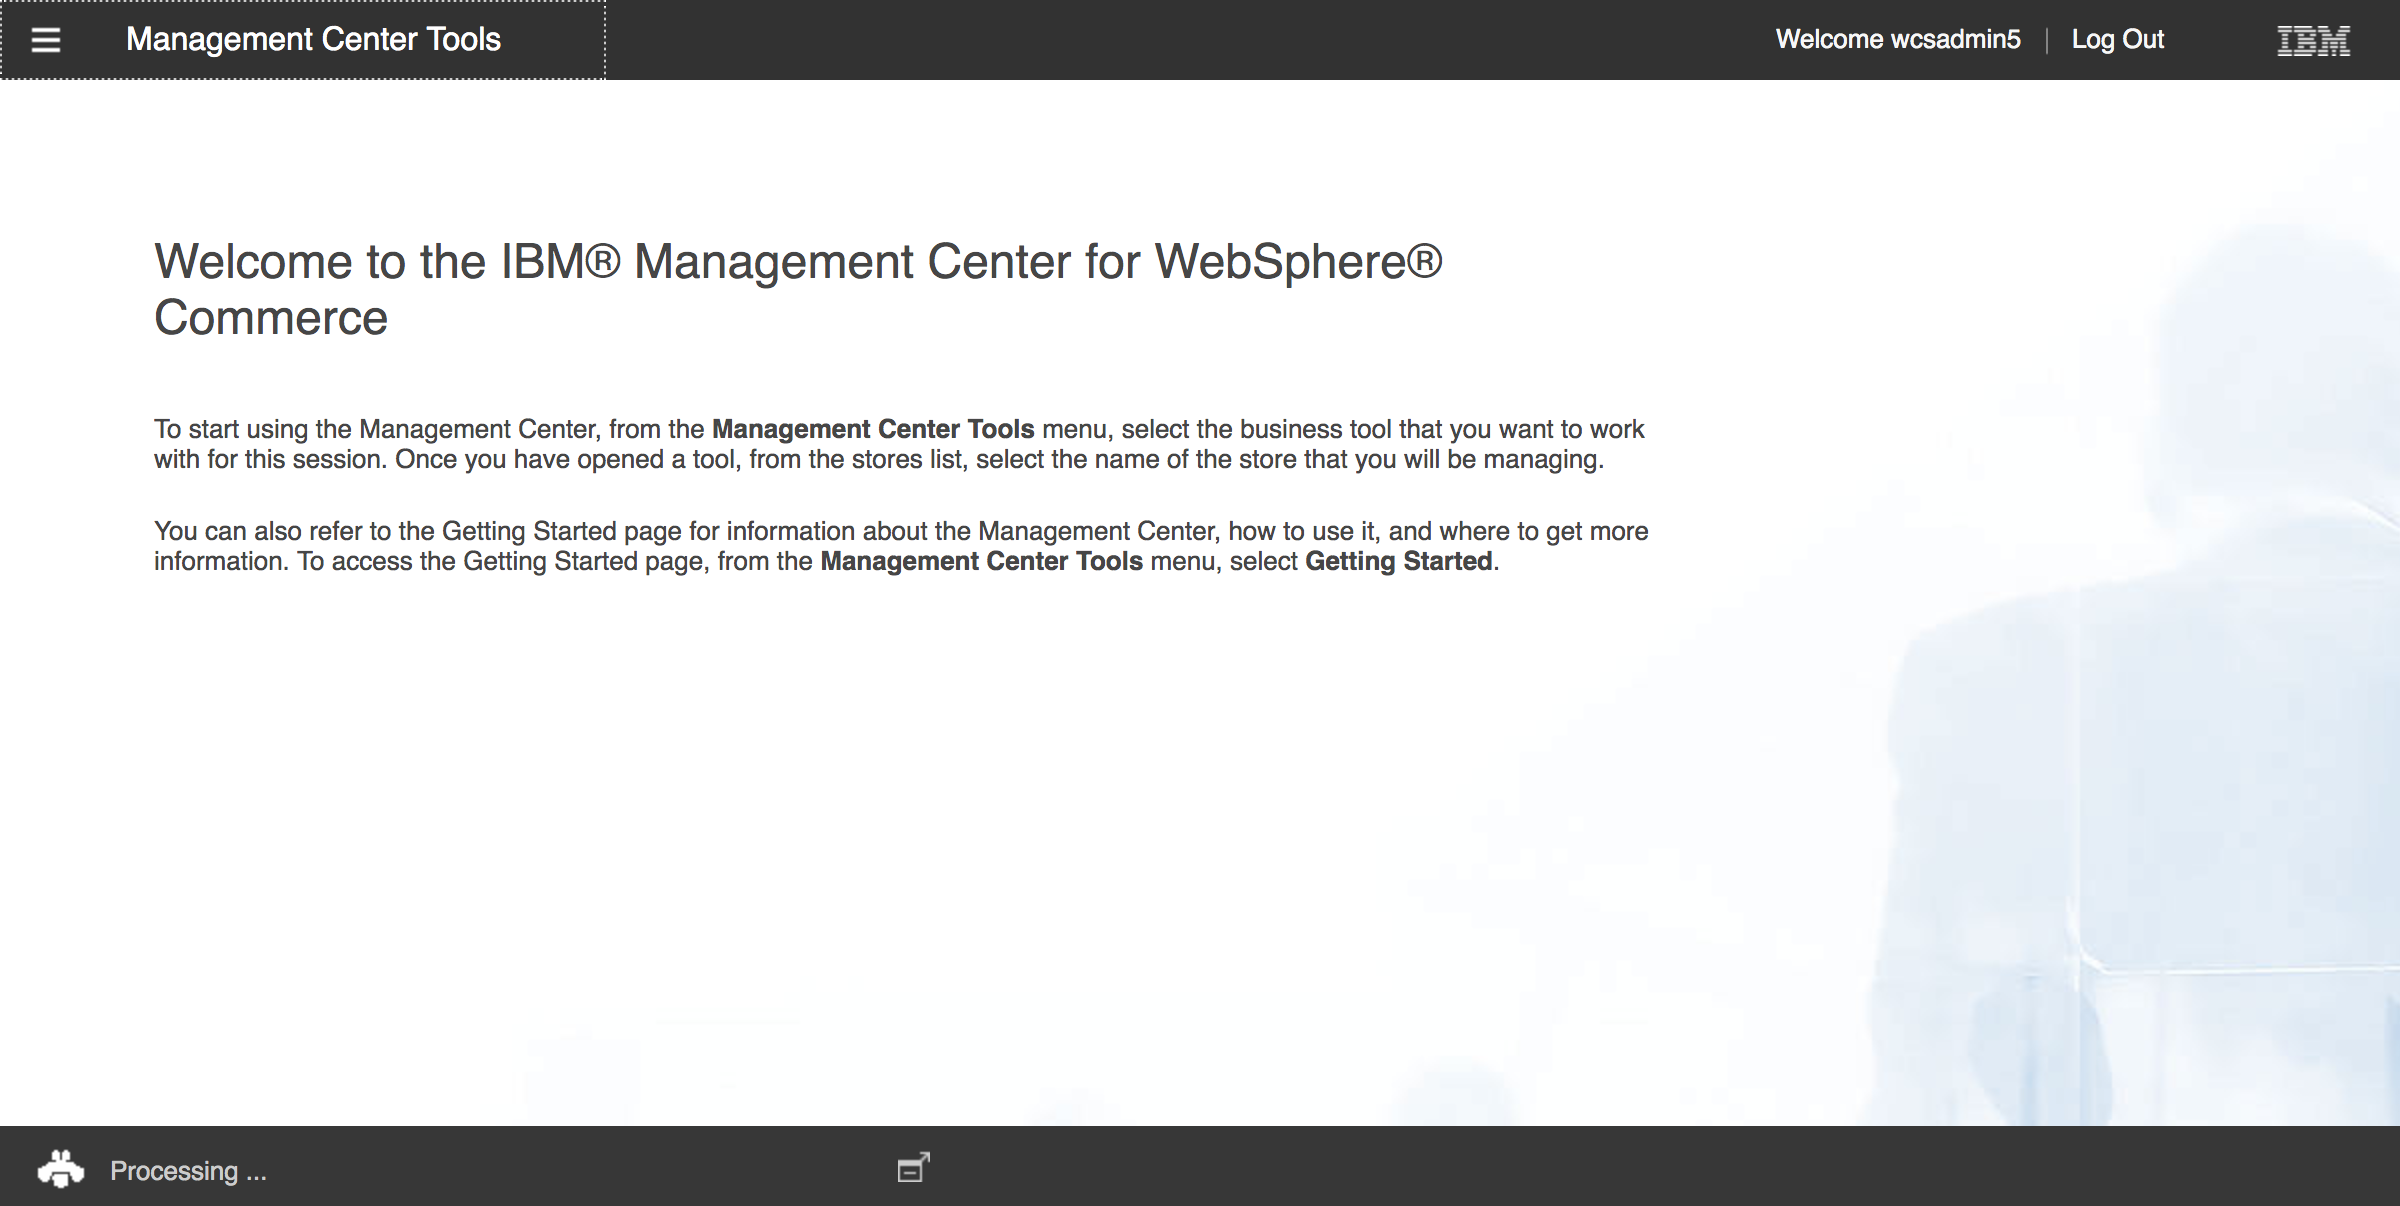 Management Center Tools
Welcome wcsadmin5 | Log Out
IBM
Welcome to the IBM® Management Center for WebSphere®
Commerce
To start using the Management Center, from the Management Center Tools menu, select the business tool that you want to work
with for this session. Once you have opened a tool, from the stores list, select the name of the store that you will be managing.
You can also refer to the Getting Started page for information about the Management Center, how to use it, and where to get more
information. To access the Getting Started page, from the Management Center Tools menu, select Getting Started.
Processing ...